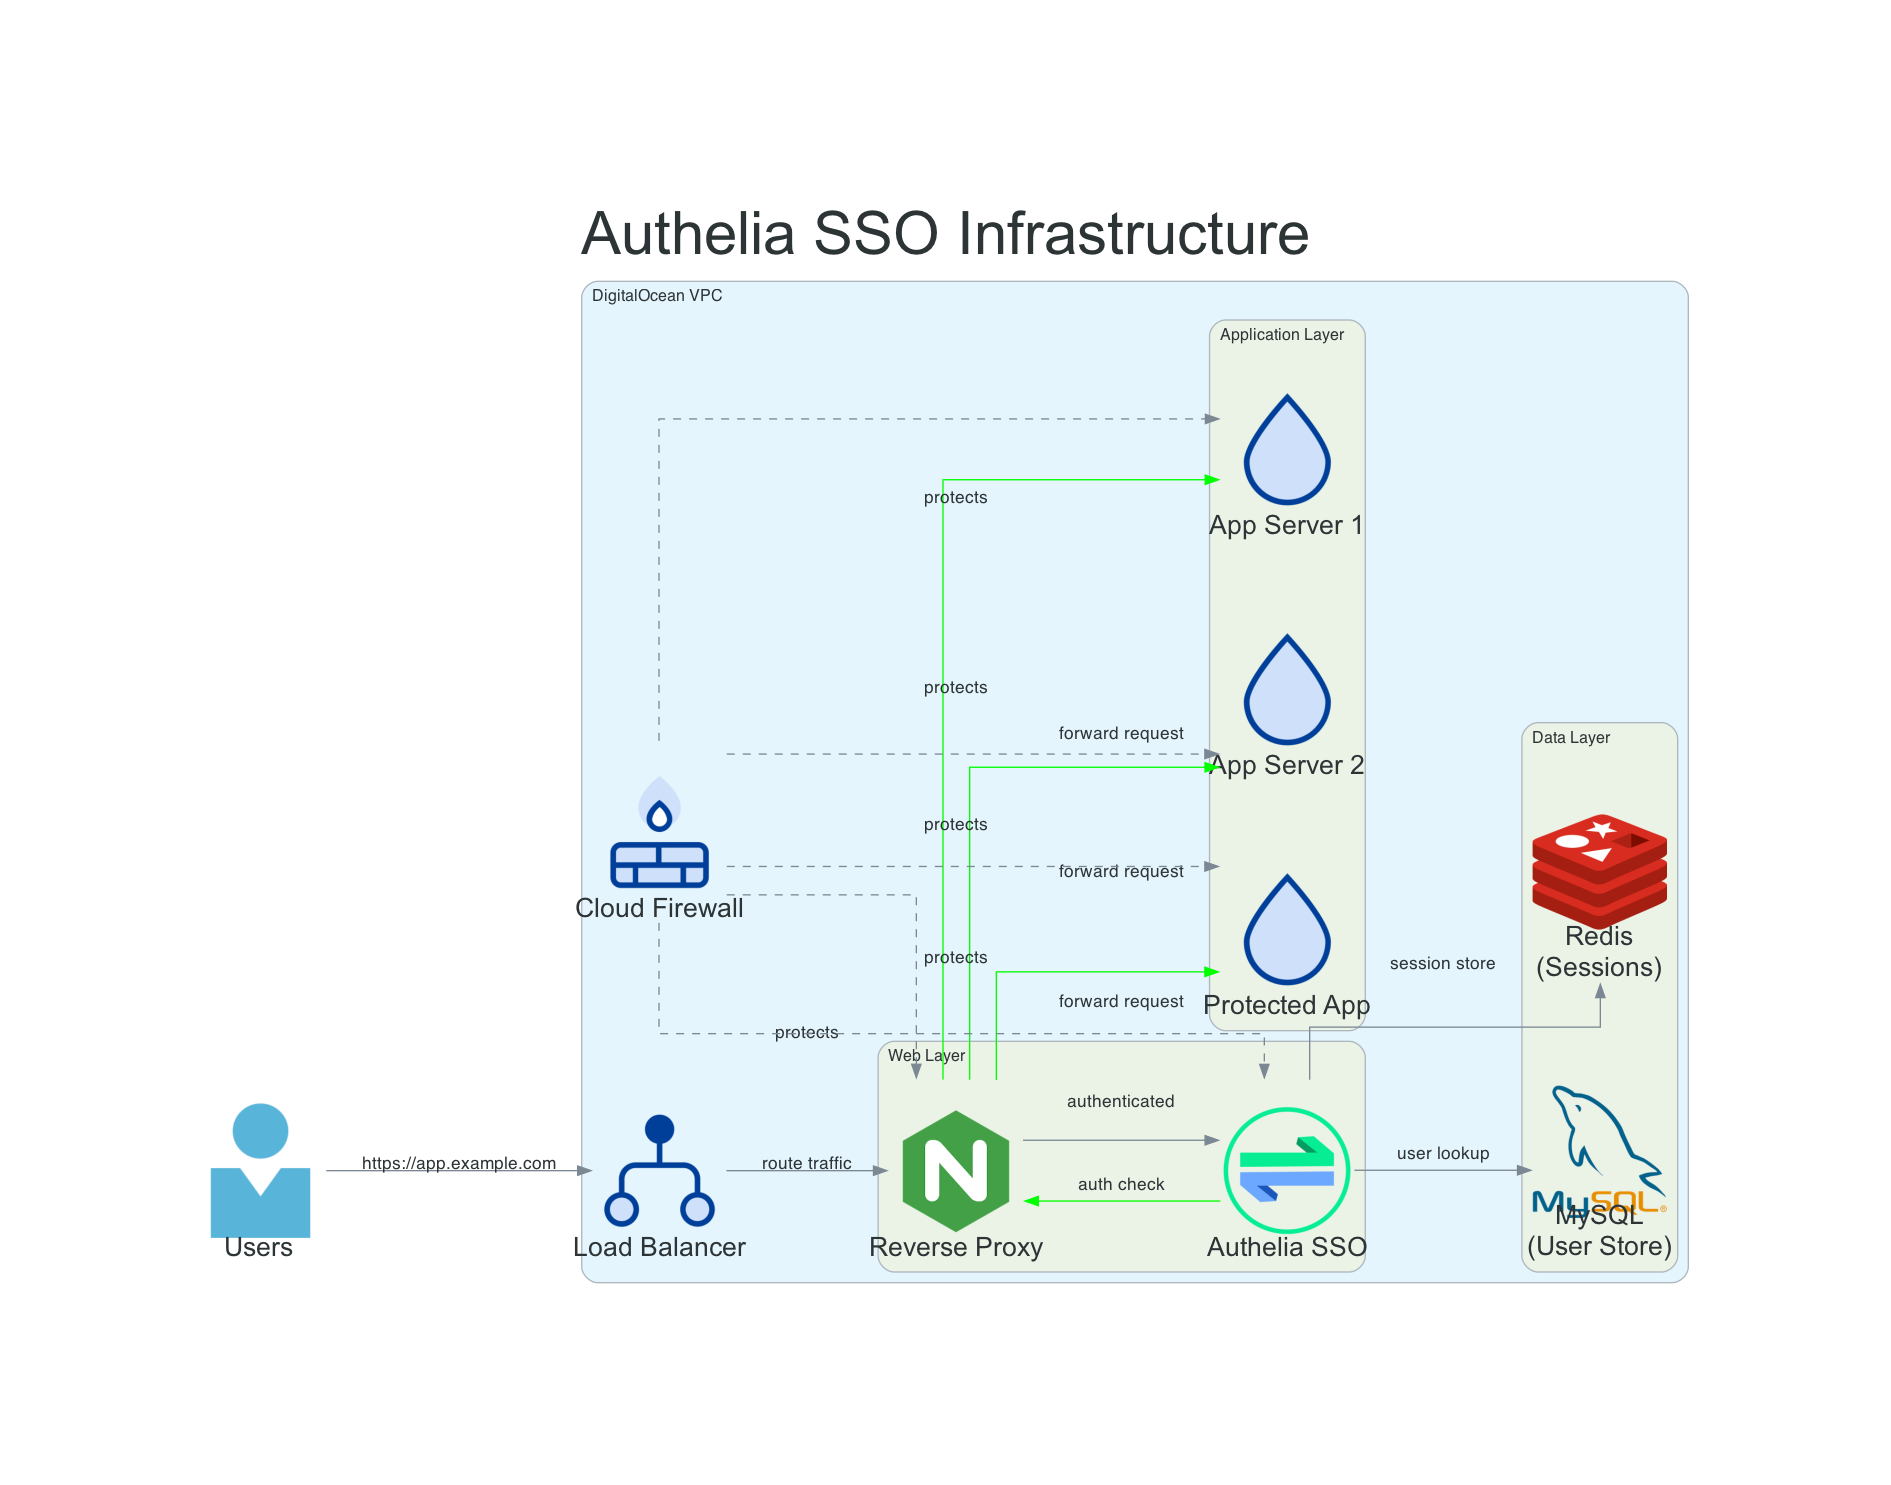 Authelia SSO Infrastructure
DigitalOcean VPC
Application Layer
App Server 1
protects
protects
forward request
App Server 2
Data Layer
protects
forward request
Cloud Firewall
Redis
(Sessions)
protects
session store
forward request
Protected App
protects
Web Layer
authenticated
https://app.example.com
route traffic
auth check
user lookup
N
MySQL®
MySQL
(User Store)
Users
Load Balancer
Reverse Proxy
Authelia SSO